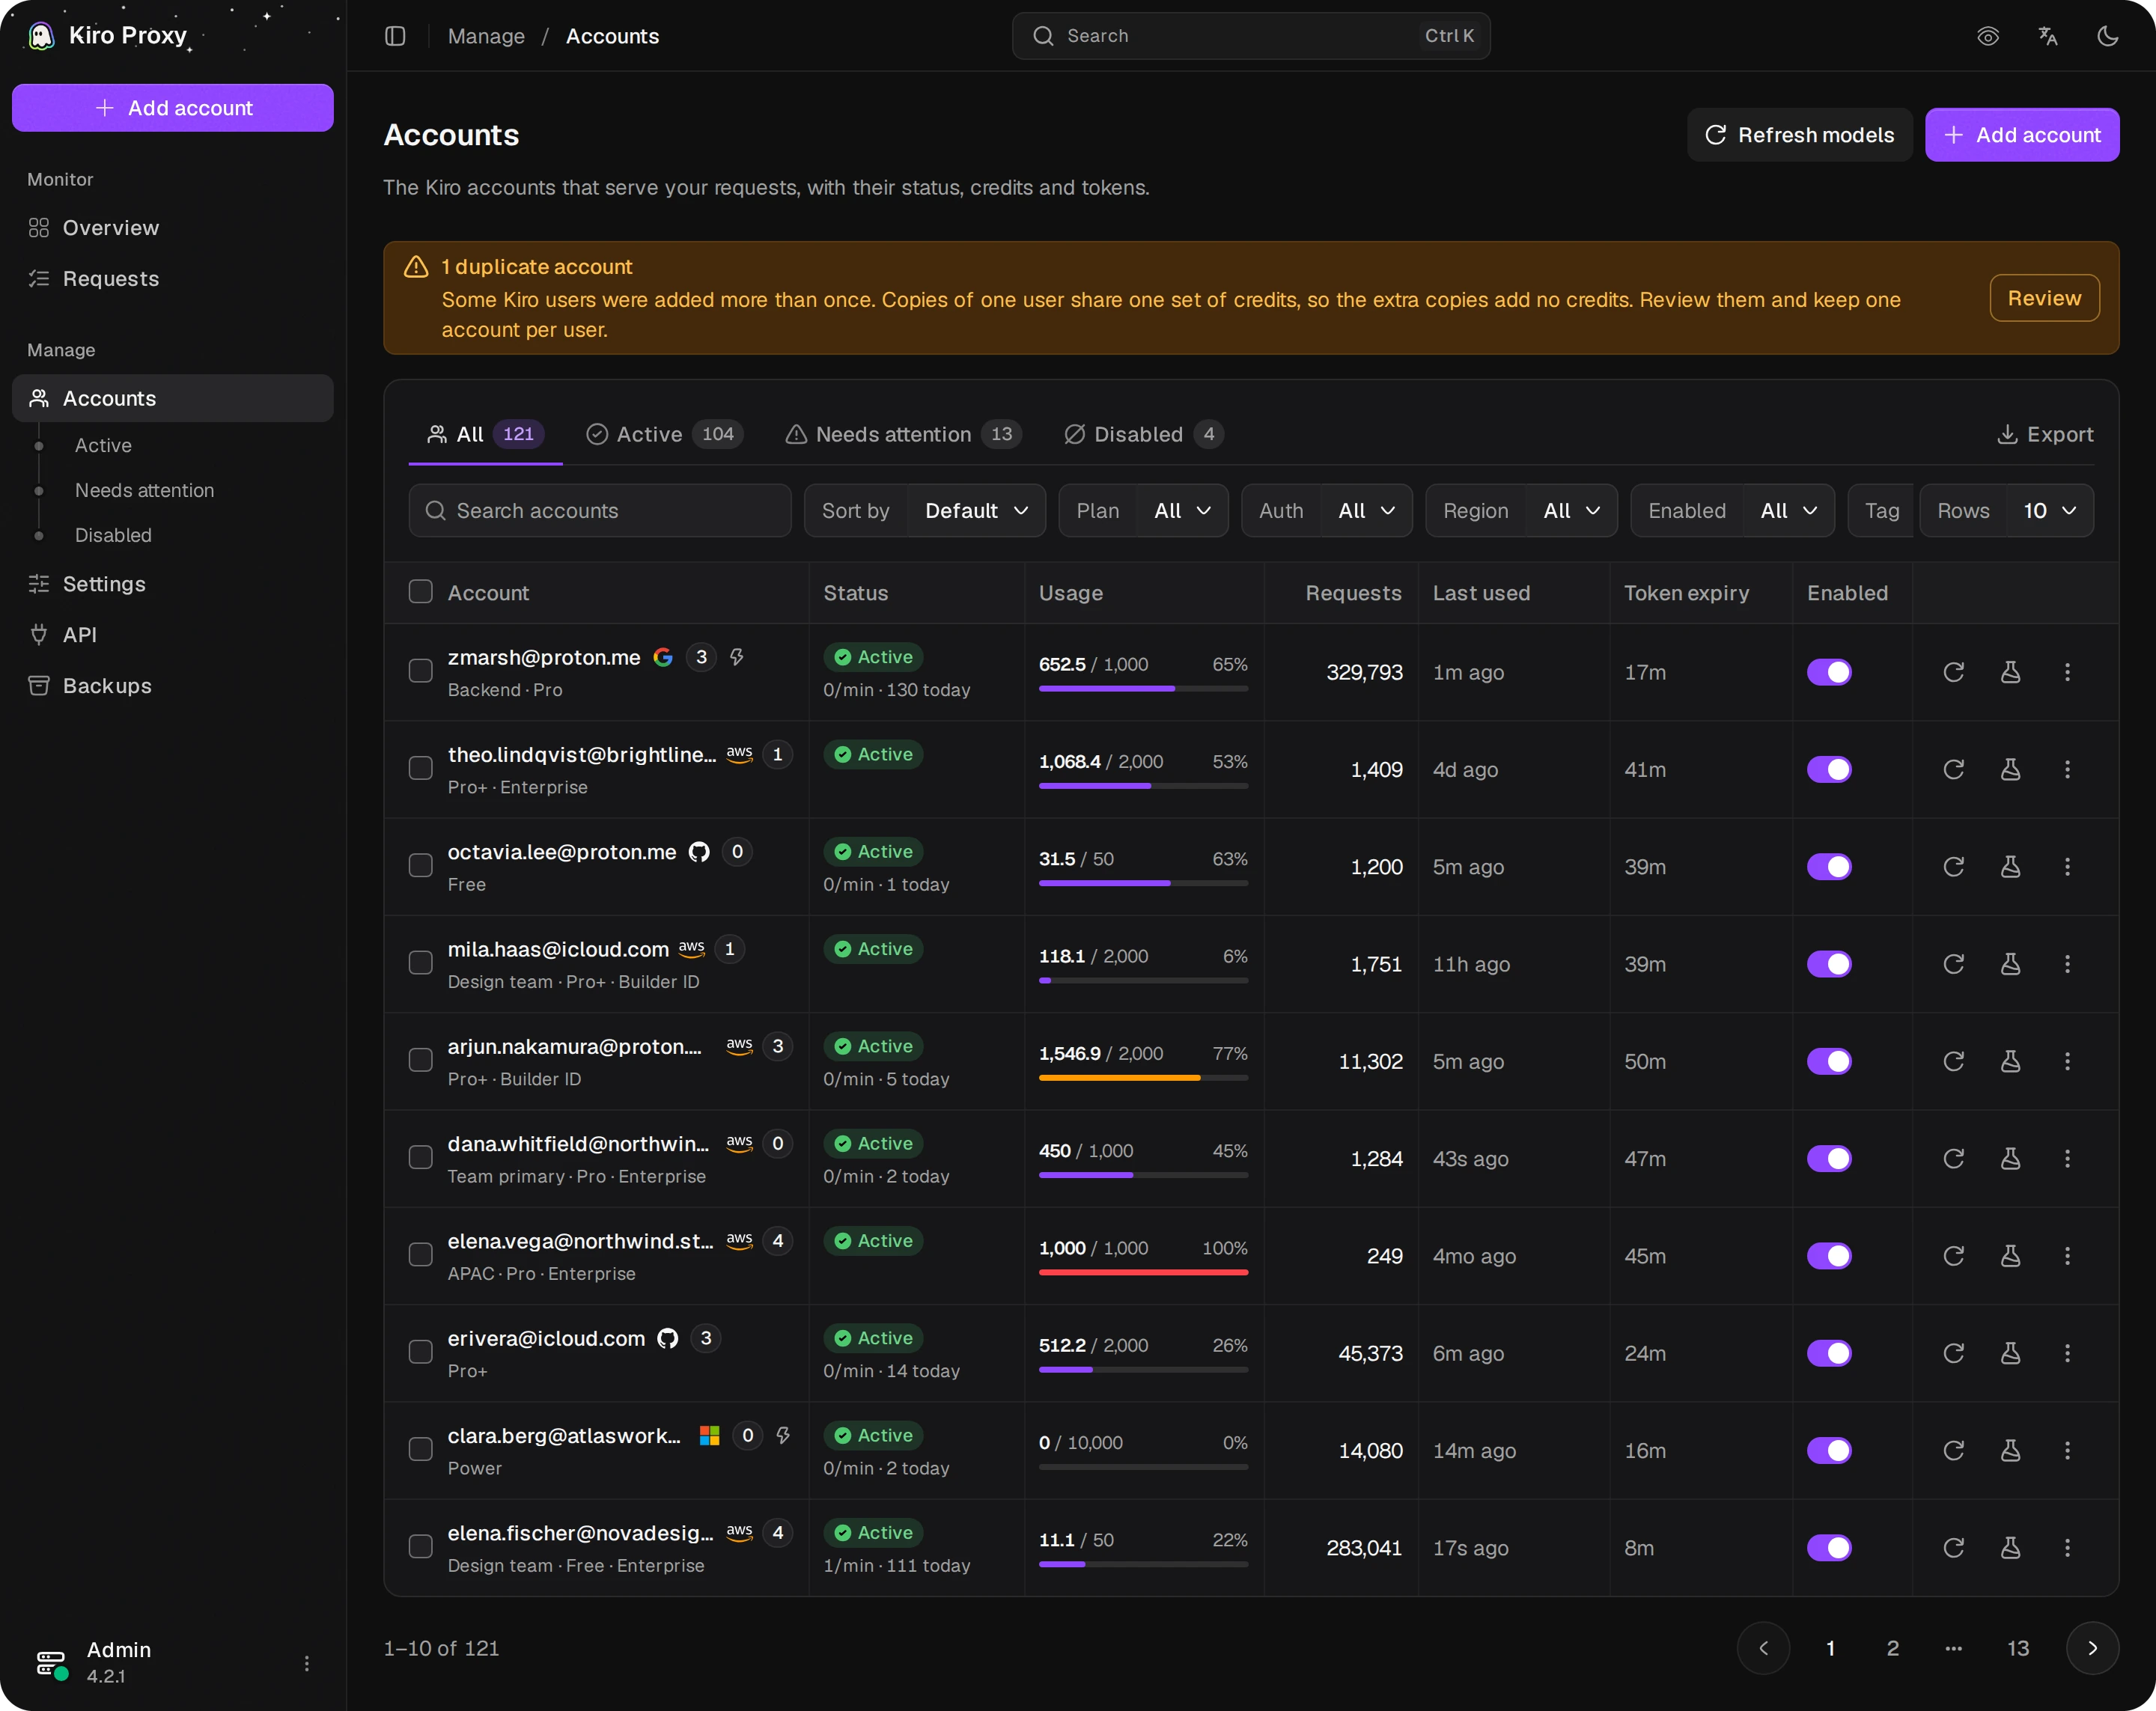 Kiro Proxy
Manage / Accounts
Search Ctrl K
Add account
Monitor
Overview
Requests
Manage
Accounts
Active
Needs attention
Disabled
Settings
API
Backups
Admin
4.2.1
Accounts
Refresh models
Add account
The Kiro accounts that serve your requests, with their status, credits and tokens.
1 duplicate account
Some Kiro users were added more than once. Copies of one user share one set of credits, so the extra copies add no credits. Review them and keep one
account per user.
Review
All 121 Active 104 Needs attention 13 Disabled 4 Export
Search accounts Sort by Default Plan All Auth All Region All Enabled All Tag Rows 10
Account Status Usage Requests Last used Token expiry Enabled
zmarsh@proton.me 3 Active 652.5 / 1,000 65% 329,793 1m ago 17m
Backend · Pro 0/min · 130 today
theo.lindqvist@brightline... aws 1 Active 1,068.4 / 2,000 53% 1,409 4d ago 41m
Pro+ · Enterprise
octavia.lee@proton.me 0 Active 31.5 / 50 63% 1,200 5m ago 39m
Free 0/min · 1 today
mila.haas@icloud.com aws 1 Active 118.1 / 2,000 6% 1,751 11h ago 39m
Design team · Pro+ · Builder ID
arjun.nakamura@proton.... aws 3 Active 1,546.9 / 2,000 77% 11,302 5m ago 50m
Pro+ · Builder ID 0/min · 5 today
dana.whitfield@northwin... aws 0 Active 450 / 1,000 45% 1,284 43s ago 47m
Team primary · Pro · Enterprise 0/min · 2 today
elena.vega@northwind.st... aws 4 Active 1,000 / 1,000 100% 249 4mo ago 45m
APAC · Pro · Enterprise
erivera@icloud.com 3 Active 512.2 / 2,000 26% 45,373 6m ago 24m
Pro+ 0/min · 14 today
clara.berg@atlaswork... 0 Active 0 / 10,000 0% 14,080 14m ago 16m
Power 0/min · 2 today
elena.fischer@novadesig... aws 4 Active 11.1 / 50 22% 283,041 17s ago 8m
Design team · Free · Enterprise 1/min · 111 today
1–10 of 121
1 2 ··· 13